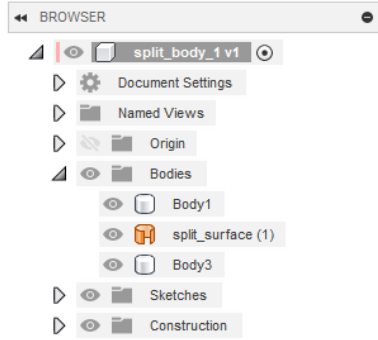 BROWSER
split_body_1 v1
Document Settings
Named Views
Origin
Bodies
Body1
split_surface (1)
Body3
Sketches
Construction